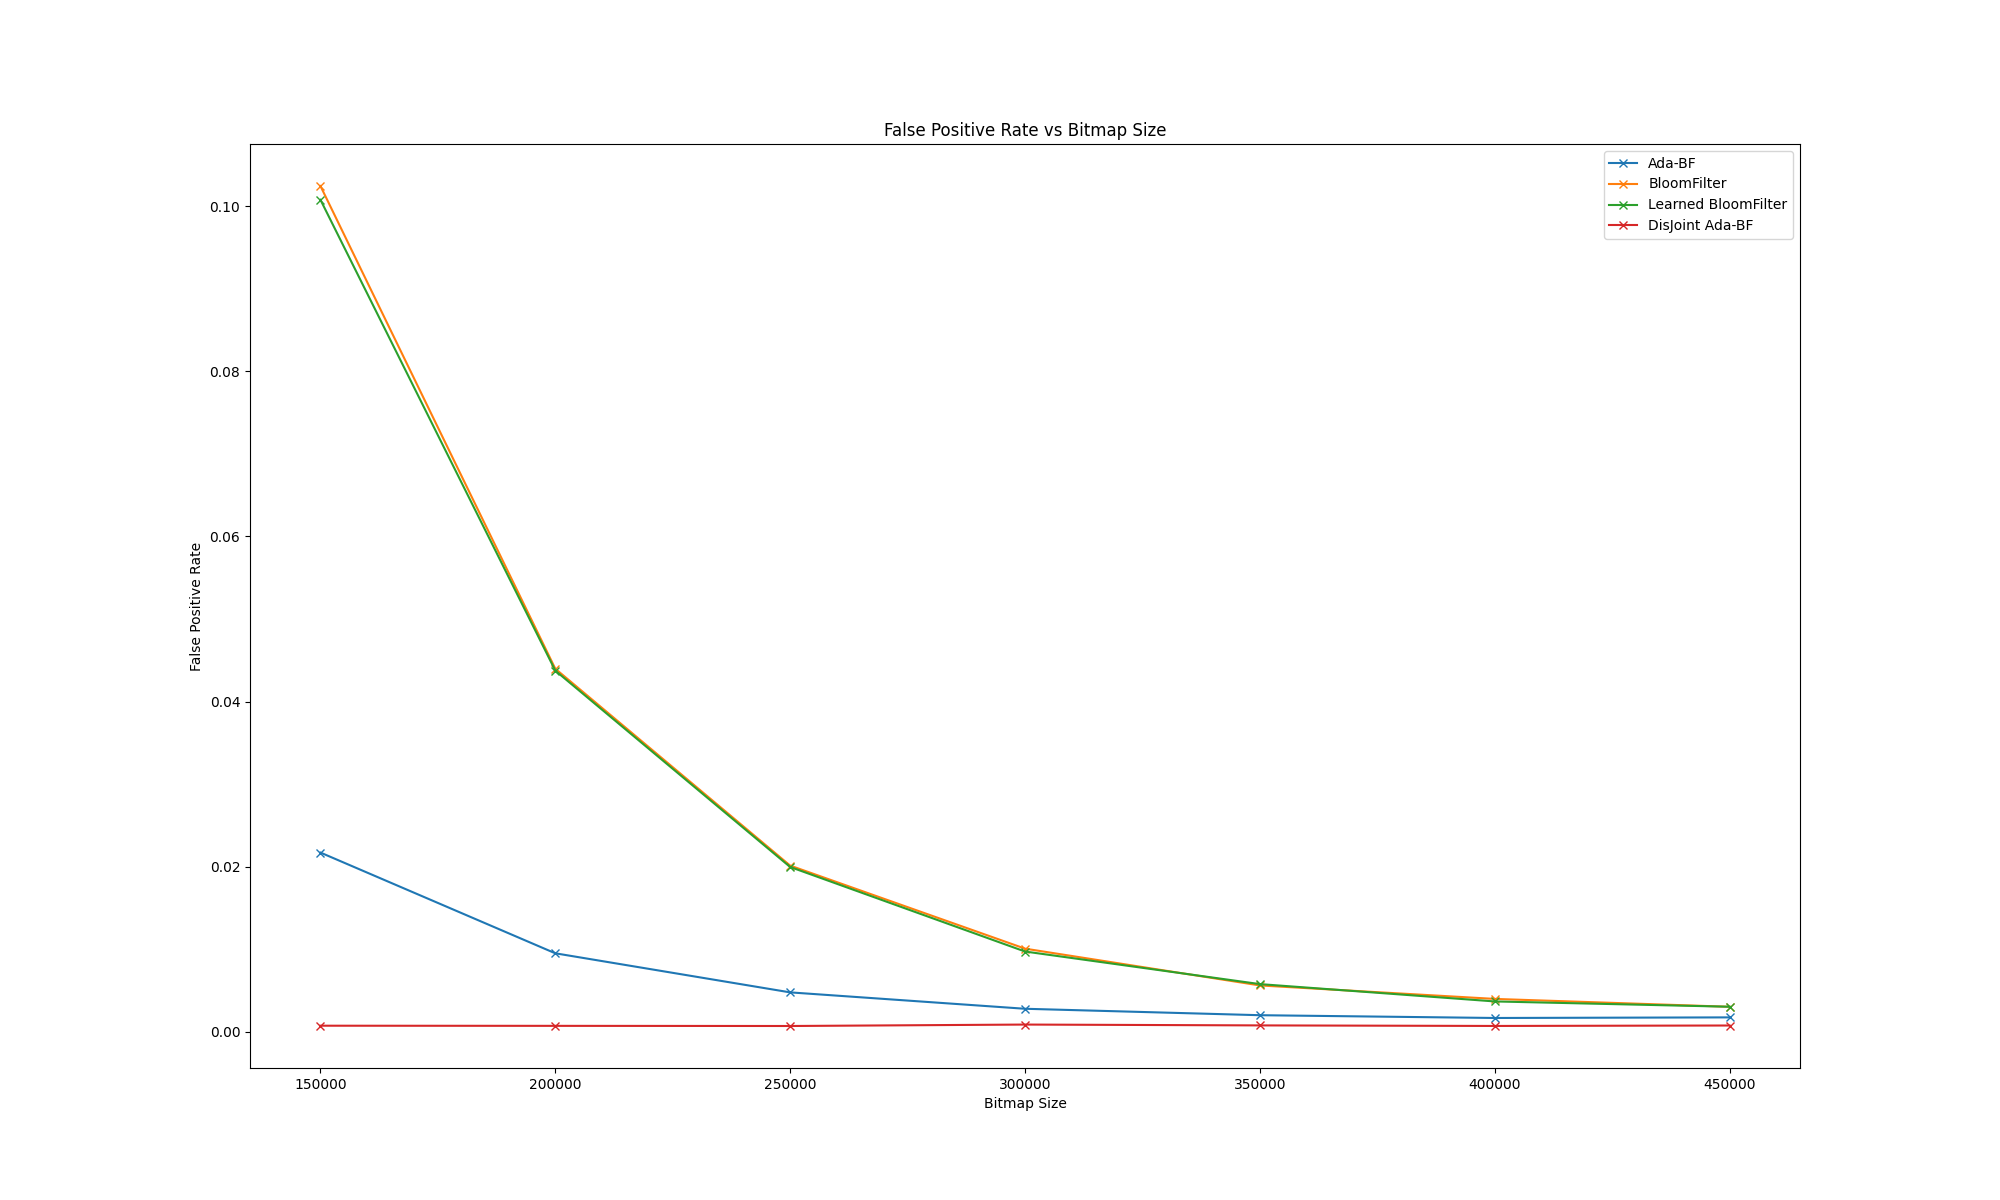 False Positive Rate vs Bitmap Size
Ada-BF
BloomFilter
Learned BloomFilter
DisJoint Ada-BF
False Positive Rate
0.10
0.08
0.06
0.04
0.02
0.00
150000 200000 250000 300000 350000 400000 450000
Bitmap Size